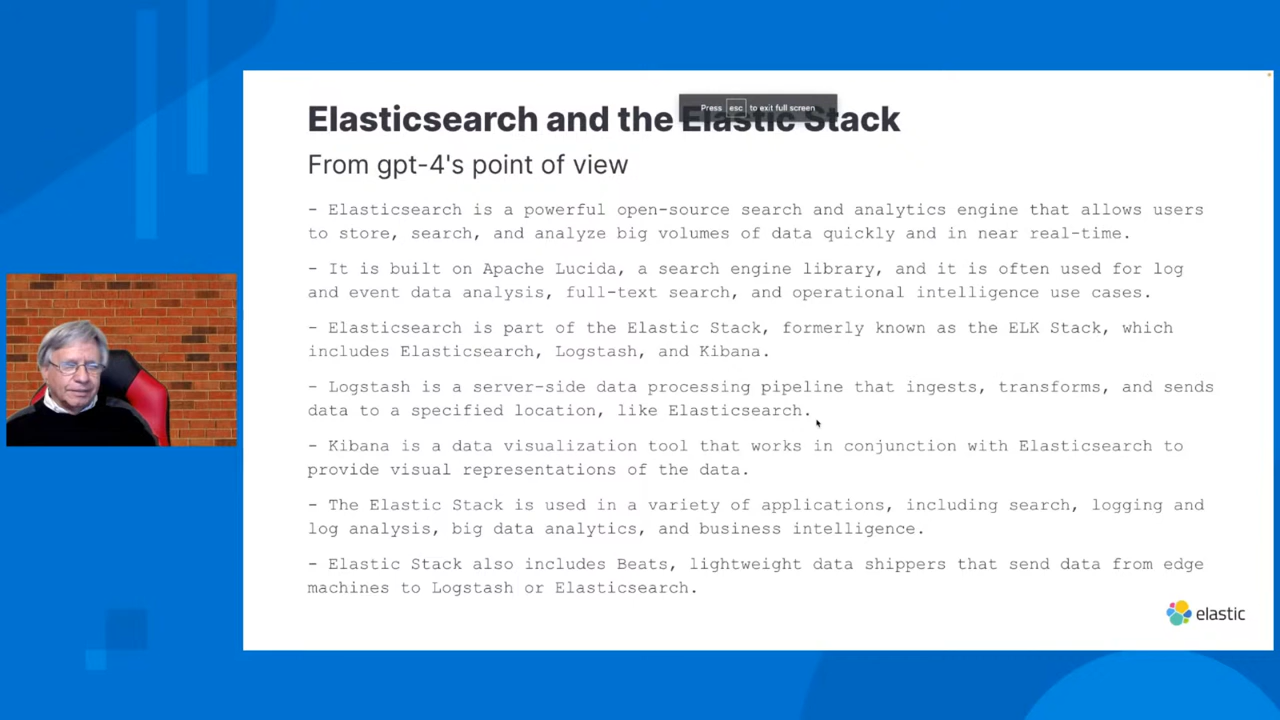 Press esc to exit full screen
Elasticsearch and the Elastic Stack
From gpt-4's point of view
- Elasticsearch is a powerful open-source search and analytics engine that allows users
to store, search, and analyze big volumes of data quickly and in near real-time.
- It is built on Apache Lucida, a search engine library, and it is often used for log
and event data analysis, full-text search, and operational intelligence use cases.
- Elasticsearch is part of the Elastic Stack, formerly known as the ELK Stack, which
includes Elasticsearch, Logstash, and Kibana.
- Logstash is a server-side data processing pipeline that ingests, transforms, and sends
data to a specified location, like Elasticsearch.
- Kibana is a data visualization tool that works in conjunction with Elasticsearch to
provide visual representations of the data.
- The Elastic Stack is used in a variety of applications, including search, logging and
log analysis, big data analytics, and business intelligence.
- Elastic Stack also includes Beats, lightweight data shippers that send data from edge
machines to Logstash or Elasticsearch.
elastic